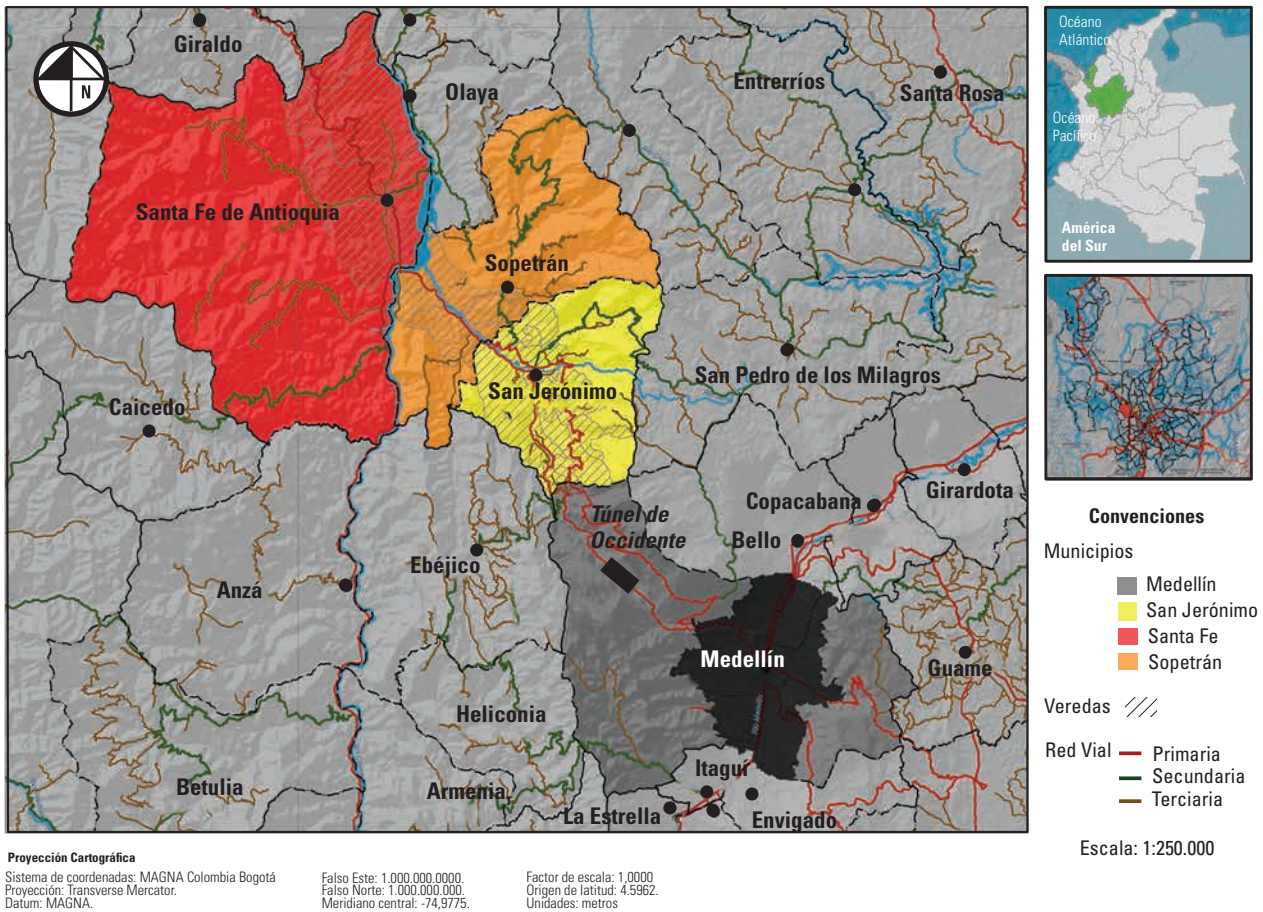 Giraldo
N
Olaya
Entrerríos
Santa Rosa
Santa Fe de Antioquia
Sopetrán
San Pedro de los Milagros
San Jerónimo
Caicedo
Girardota
Copacabana
Túnel de
Occidente
Bello
Ebéjico
Anzá
Medellín
Guarne
Río Medellín
Heliconia
Itaguí
Betulia
Armenia
La Estrella
Envigado
Océano
Atlántico
Océano
Pacífico
América
del Sur
Convenciones
Municipios
Medellín
San Jerónimo
Santa Fe
Sopetrán
Veredas
Red Vial
Primaria
Secundaria
Terciaria
Escala: 1:250.000
Proyección Cartográfica
Sistema de coordenadas: MAGNA Colombia Bogotá
Proyección: Transverse Mercator.
Datum: MAGNA.
Falso Este: 1.000.000.0000.
Falso Norte: 1.000.000.000.
Meridiano central: -74,9775.
Factor de escala: 1,0000
Origen de latitud: 4.5962.
Unidades: metros